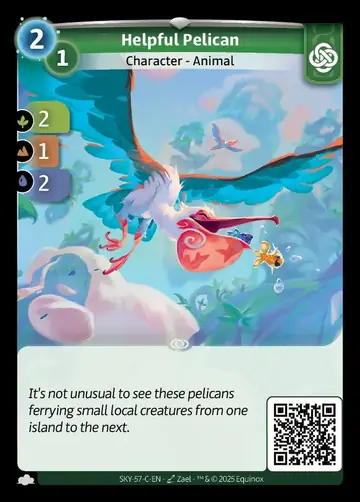 2
1
Helpful Pelican
Character - Animal
2
1
2
It's not unusual to see these pelicans
ferrying small local creatures from one
island to the next.
SKY-57-C-EN - Zael - ™ & © 2025 Equinox